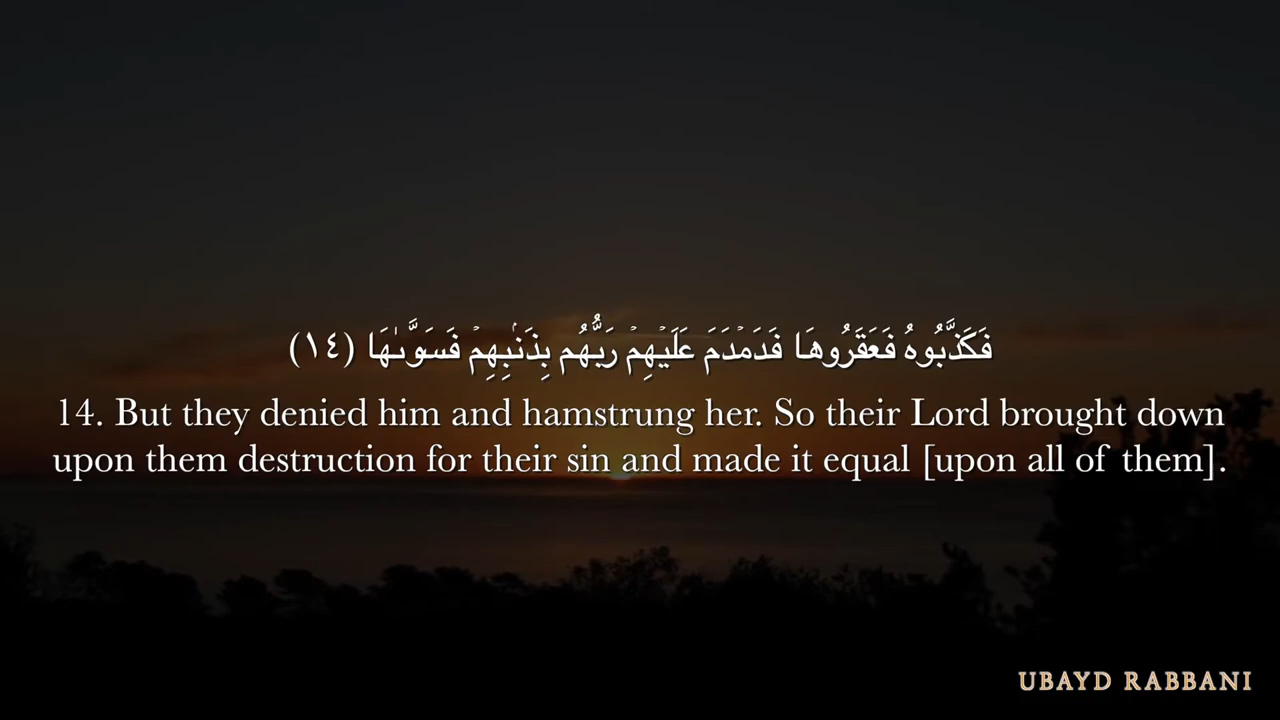 فَكَذَّبُوهُ فَعَقَرُوهَا فَدَمۡدَمَ عَلَيۡهِمۡ رَبُّهُم بِذَنۢبِهِمۡ فَسَوَّىٰهَا (١٤)
14. But they denied him and hamstrung her. So their Lord brought down
upon them destruction for their sin and made it equal [upon all of them].
UBAYD RABBANI